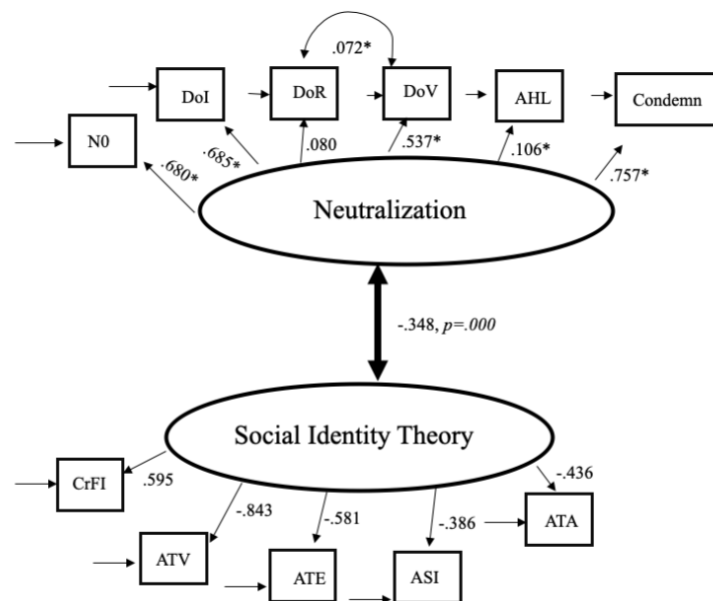 .072*
DoI
DoR
DoV
AHL
Condemn
N0
.680*
.685*
.080
.537*
.106*
.757*
Neutralization
-.348, p=.000
Social Identity Theory
CrFI
.595
-.843
-.581
-.386
-.436
ATA
ATV
ATE
ASI